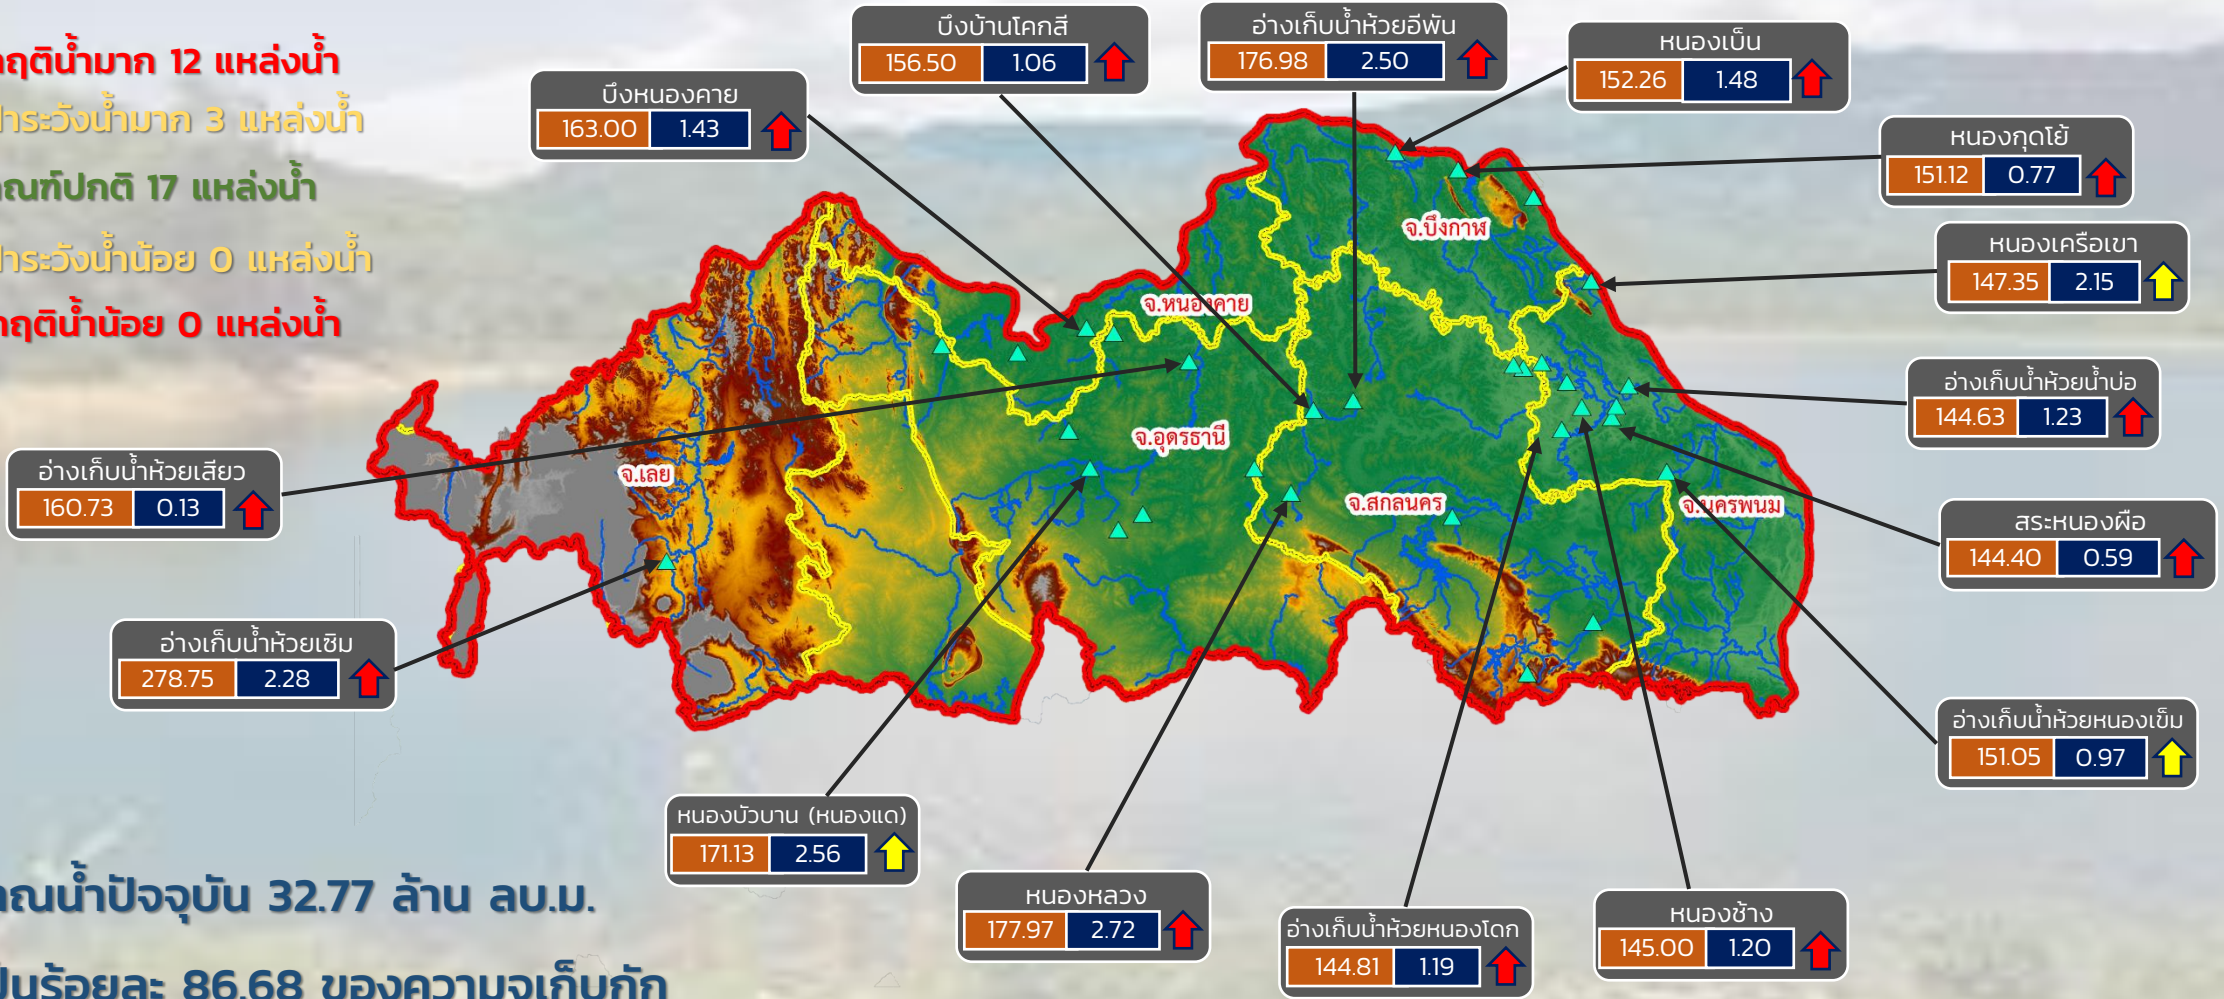 กฤติน้ำมาก 12 แหล่งน้ำ
ฝ้าระวังน้ำมาก 3 แหล่งน้ำ
กณฑ์ปกติ 17 แหล่งน้ำ
ฝ้าระวังน้ำน้อย 0 แหล่งน้ำ
กฤติน้ำน้อย 0 แหล่งน้ำ
บึงบ้านโคกสี
156.50 1.06
อ่างเก็บน้ำห้วยอีพัน
176.98 2.50
หนองเบ็น
152.26 1.48
บึงหนองคาย
163.00 1.43
หนองกุดโย้
151.12 0.77
หนองเครือเขา
147.35 2.15
อ่างเก็บน้ำห้วยน้ำบ่อ
144.63 1.23
สระหนองผือ
144.40 0.59
อ่างเก็บน้ำห้วยหนองเข็ม
151.05 0.97
จ.บึงกาฬ
จ.หนองคาย
จ.อุดรธานี
จ.เลย
จ.สกลนคร
จ.นครพนม
อ่างเก็บน้ำห้วยเสียว
160.73 0.13
อ่างเก็บน้ำห้วยเซิม
278.75 2.28
หนองบัวบาน (หนองแด)
171.13 2.56
หนองหลวง
177.97 2.72
อ่างเก็บน้ำห้วยหนองโดก
144.81 1.19
หนองช้าง
145.00 1.20
าณน้ำปัจจุบัน 32.77 ล้าน ลบ.ม.
ป็นร้อยละ 86.68 ของความจุเก็บกัก